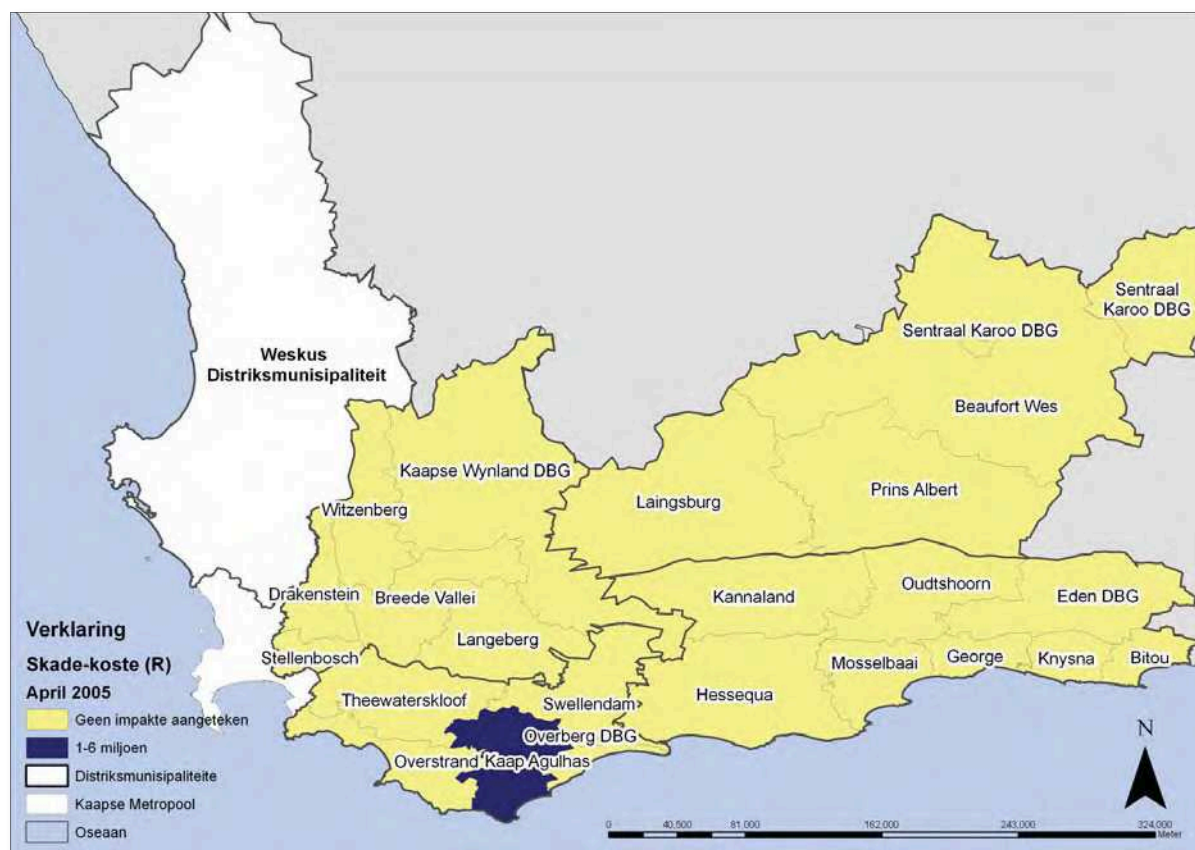 Sentraal
Karoo DBG
Sentraal Karoo DBG
Weskus
Distriksmunisipaliteit
Beaufort Wes
Kaapse Wynland DBG
Prins Albert
Laingsburg
Witzenberg
Oudtshoorn
Drakenstein
Breede Vallei
Kannaland
Eden DBG
Langeberg
Stellenbosch
Mosselbaai
George
Knysna
Bitou
Theewaterskloof
Swellendam
Hessequa
Overberg DBG
Overstrand
Kaap Agulhas
Verklaring
Skade-koste (R)
April 2005
Geen impakte aangeteken
1-6 miljoen
Distriksmunisipaliteite
Kaapse Metropool
Oseaan
N
0 40,500 81,000 162,000 243,000 324,000
Meter